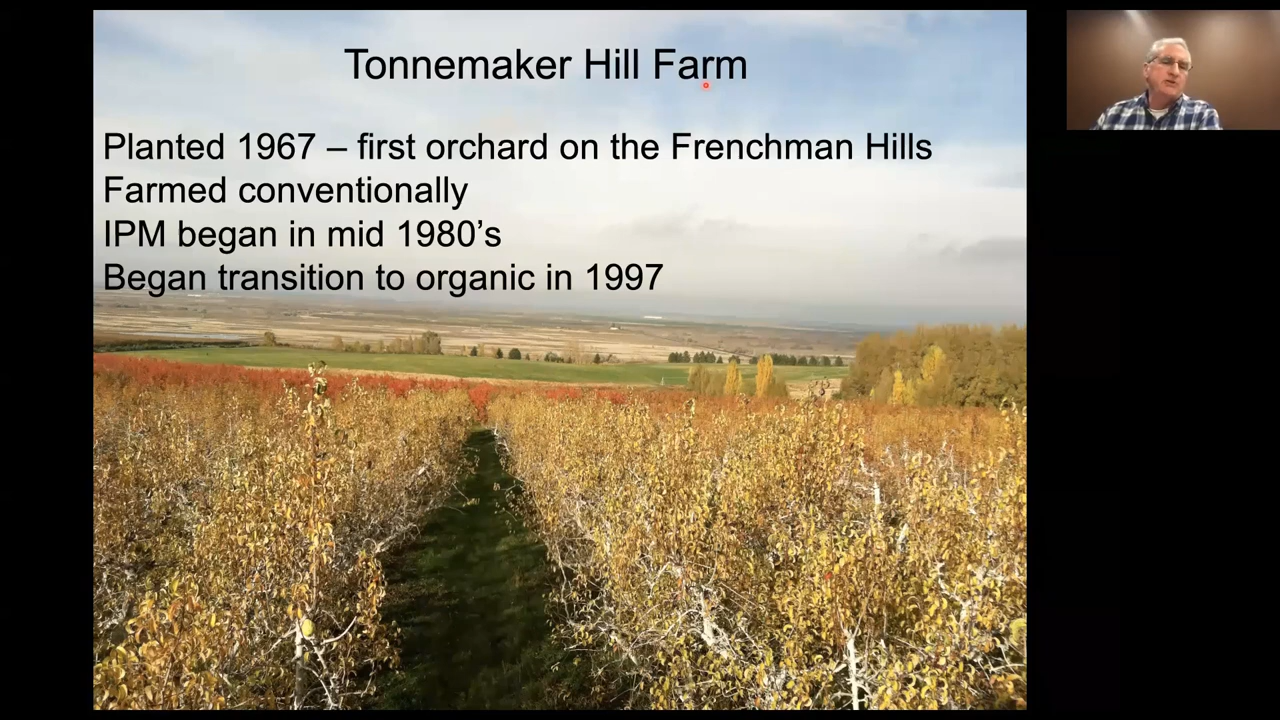 Tonnemaker Hill Farm
Planted 1967 – first orchard on the Frenchman Hills
Farmed conventionally
IPM began in mid 1980’s
Began transition to organic in 1997